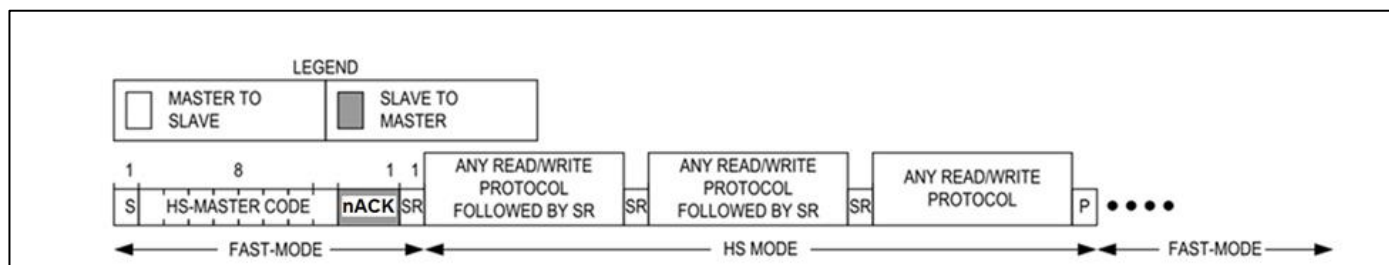 LEGEND
MASTER TO
SLAVE
SLAVE TO
MASTER
1 8 1 1
S HS-MASTER CODE nACK SR
ANY READ/WRITE
PROTOCOL
FOLLOWED BY SR
SR
ANY READ/WRITE
PROTOCOL
FOLLOWED BY SR
SR
ANY READ/WRITE
PROTOCOL
P
FAST-MODE HS MODE FAST-MODE